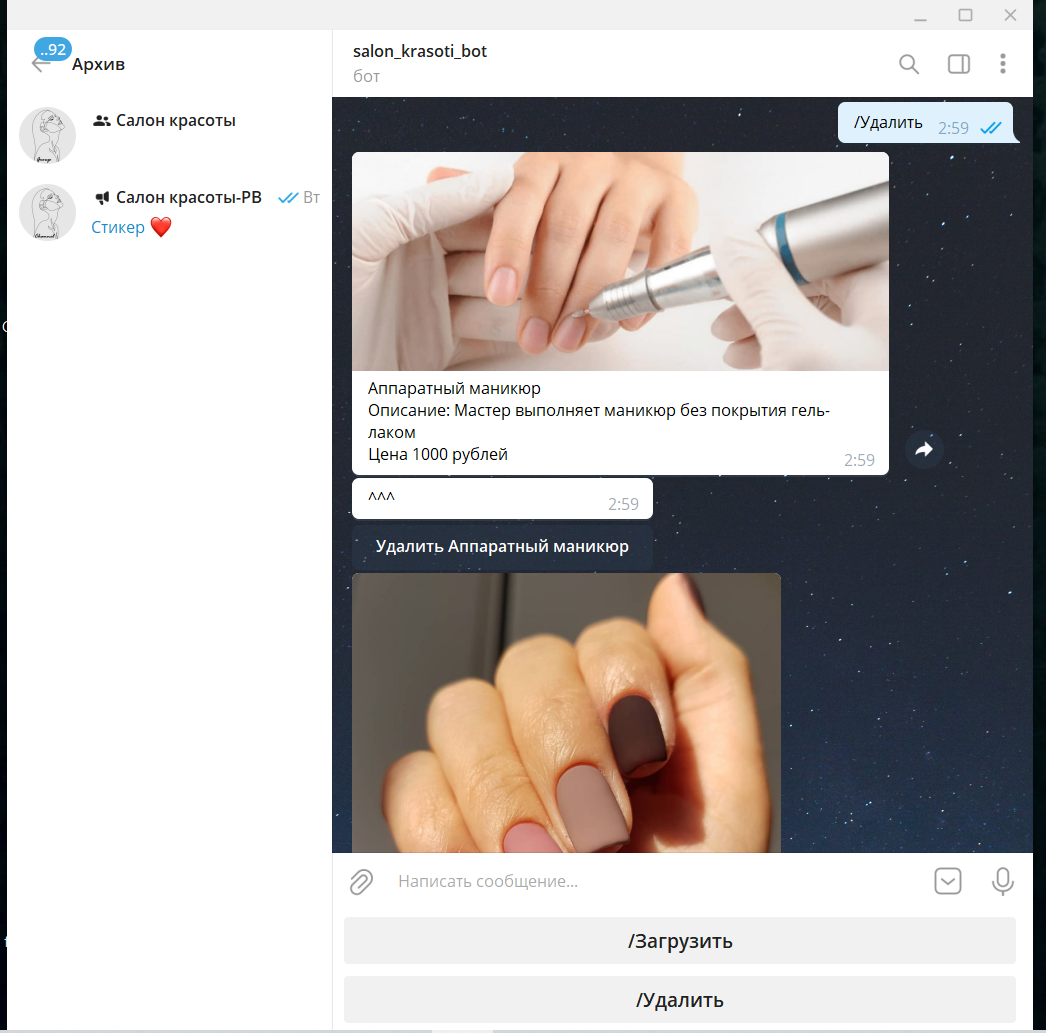 ..92
Архив
Салон красоты
Салон красоты-РВ
Вт
Стикер ❤️
salon_krasoti_bot
бот
/Удалить 2:59
Аппаратный маникюр
Описание: Мастер выполняет маникюр без покрытия гель-
лаком
Цена 1000 рублей
2:59
^^^ 2:59
Удалить Аппаратный маникюр
Написать сообщение...
/Загрузить
/Удалить